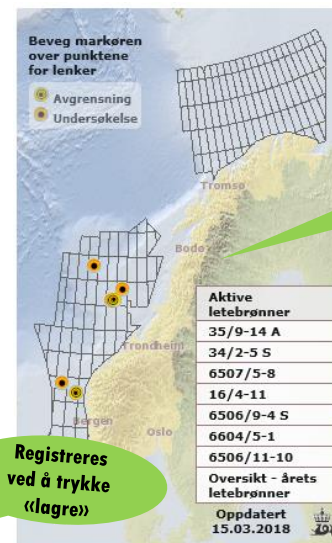 Beveg markøren
over punktene
for lenker
Avgrensning
Undersøkelse
Tromsø
Bodø
Trondheim
Bergen
Oslo
Aktive
letebrønner
35/9-14 A
34/2-5 S
6507/5-8
16/4-11
6506/9-4 S
6604/5-1
6506/11-10
Oversikt - årets
letebrønner
Oppdatert
15.03.2018
Registreres
ved å trykke
«lagre»